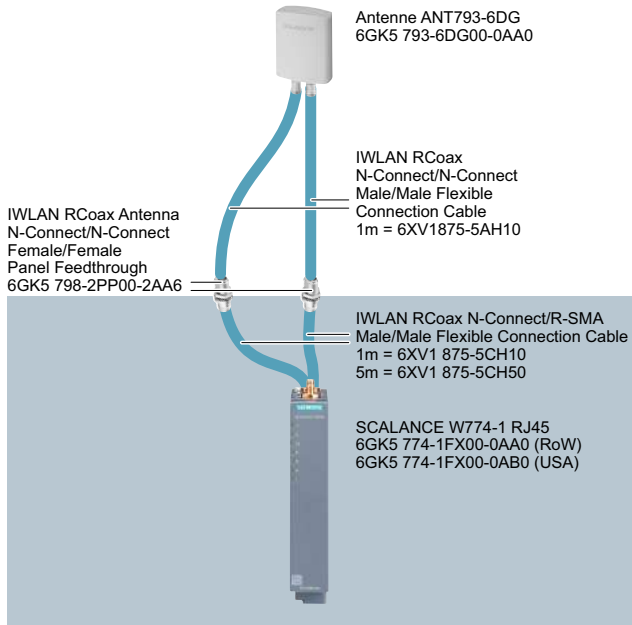 Antenne ANT793-6DG
6GK5 793-6DG00-0AA0
IWLAN RCoax
N-Connect/N-Connect
Male/Male Flexible
Connection Cable
1m = 6XV1875-5AH10
IWLAN RCoax Antenna
N-Connect/N-Connect
Female/Female
Panel Feedthrough
6GK5 798-2PP00-2AA6
IWLAN RCoax N-Connect/R-SMA
Male/Male Flexible Connection Cable
1m = 6XV1 875-5CH10
5m = 6XV1 875-5CH50
SIEMENS
SCALANCE W774-1 RJ45
6GK5 774-1FX00-0AA0 (RoW)
6GK5 774-1FX00-0AB0 (USA)